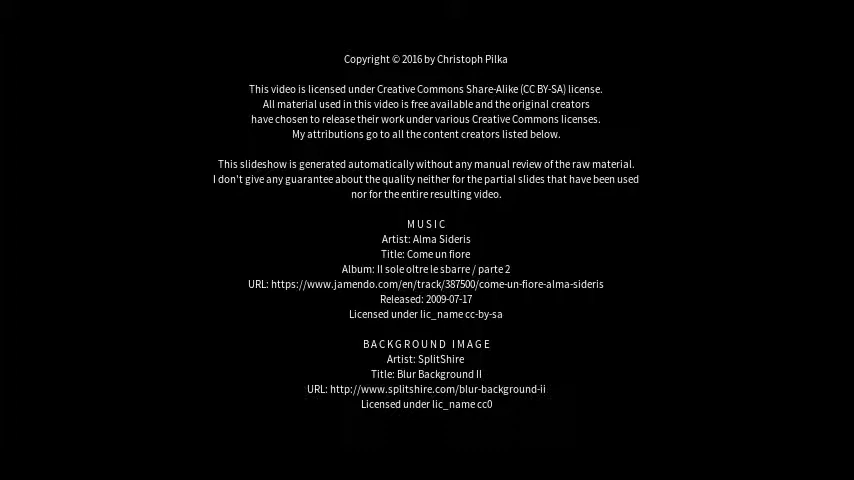 Copyright © 2016 by Christoph Pilka
This video is licensed under Creative Commons Share-Alike (CC BY-SA) license.
All material used in this video is free available and the original creators
have chosen to release their work under various Creative Commons licenses.
My attributions go to all the content creators listed below.
This slideshow is generated automatically without any manual review of the raw material.
I don't give any guarantee about the quality neither for the partial slides that have been used
nor for the entire resulting video.
M U S I C
Artist: Alma Sideris
Title: Come un fiore
Album: Il sole oltre le sbarre / parte 2
URL: https://www.jamendo.com/en/track/387500/come-un-fiore-alma-sideris
Released: 2009-07-17
Licensed under lic_name cc-by-sa
B A C K G R O U N D   I M A G E
Artist: SplitShire
Title: Blur Background II
URL: http://www.splitshire.com/blur-background-ii
Licensed under lic_name cc0